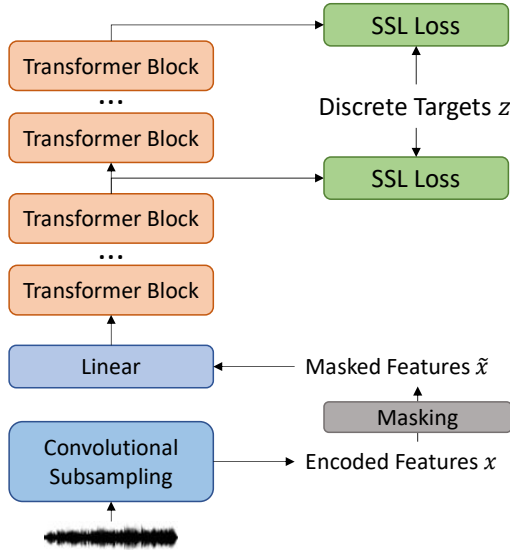 SSL Loss
Transformer Block
...
Discrete Targets z
Transformer Block
SSL Loss
Transformer Block
...
Transformer Block
Linear
Masked Features x̃
Masking
Convolutional
Subsampling
Encoded Features x